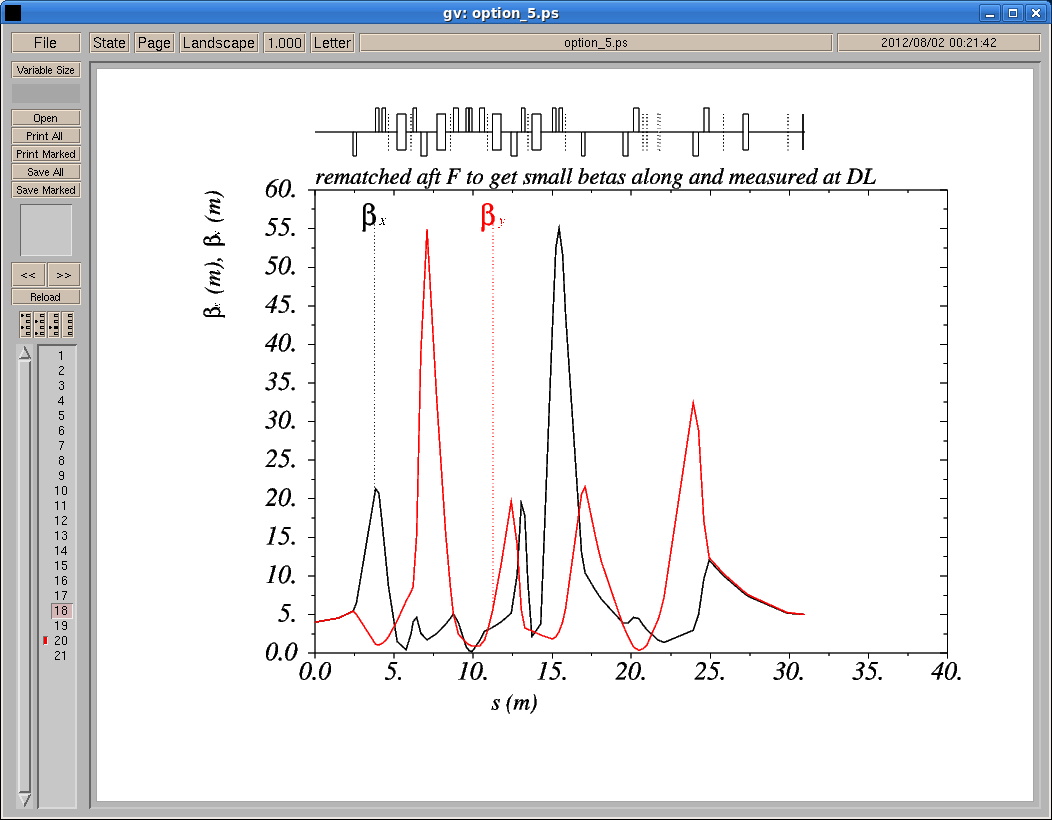 gv: option_5.ps
File State Page Landscape 1.000 Letter option_5.ps 2012/08/02 00:21:42
Variable Size
Open
Print All
Print Marked
Save All
Save Marked
<< >>
Reload
1
2
3
4
5
6
7
8
9
10
11
12
13
14
15
16
17
18
19
20
21
rematched aft F to get small betas along and measured at DL
βx βy
(m), βx (m)
60.
55.
50.
45.
40.
35.
30.
25.
20.
15.
10.
5.
0.0
0.0 5. 10. 15. 20. 25. 30. 35. 40.
s (m)